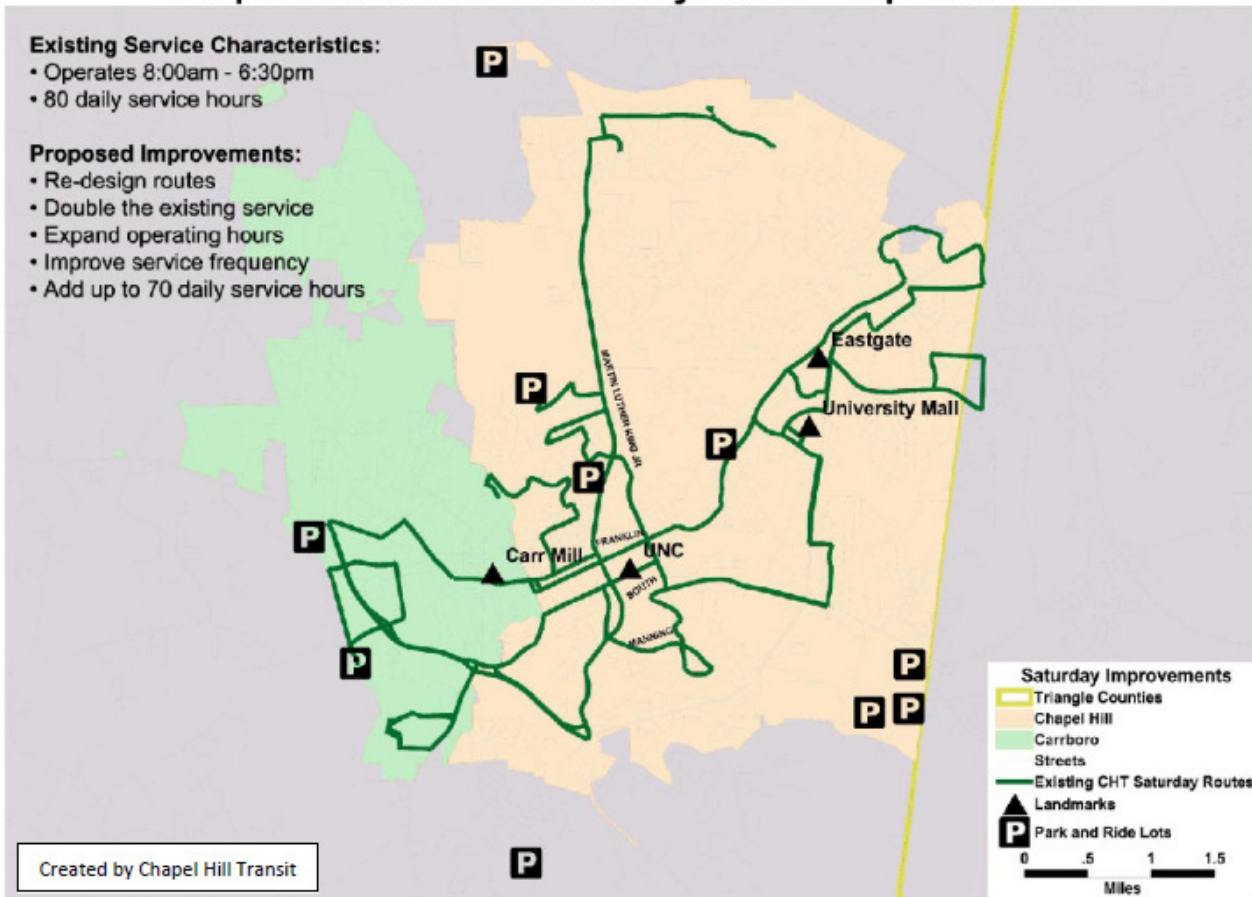 Existing Service Characteristics:
• Operates 8:00am - 6:30pm
• 80 daily service hours
Proposed Improvements:
• Re-design routes
• Double the existing service
• Expand operating hours
• Improve service frequency
• Add up to 70 daily service hours
P
Eastgate
University Mall
MARTIN LUTHER KING JR
P
P
P
FRANKLIN
UNC
Carr Mill
SOUTH
MANNING
P
P
P
P
P
P
Saturday Improvements
Triangle Counties
Chapel Hill
Carrboro
Streets
Existing CHT Saturday Routes
Landmarks
P Park and Ride Lots
0 .5 1 1.5
Miles
Created by Chapel Hill Transit